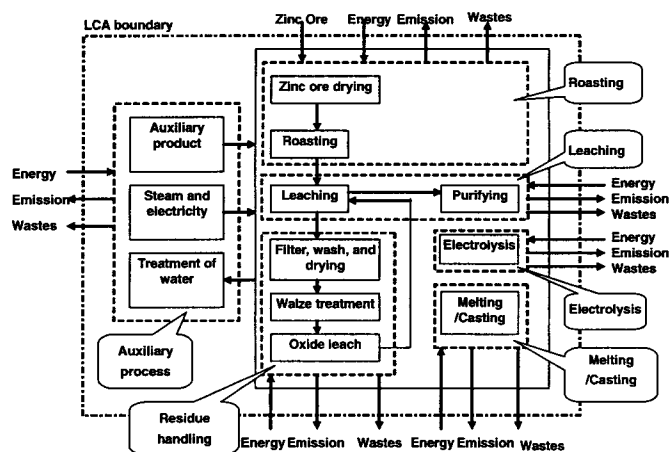 LCA boundary
Zinc Ore
Energy
Emission
Wastes
Zinc ore drying
Roasting
Roasting
Leaching
Auxiliary
product
Steam and
electricity
Treatment of
water
Energy
Emission
Wastes
Leaching
Purifying
Energy
Emission
Wastes
Filter, wash, and
drying
Walze treatment
Oxide leach
Electrolysis
Energy
Emission
Wastes
Melting
/Casting
Electrolysis
Melting
/Casting
Auxiliary
process
Residue
handling
Energy Emission Wastes
Energy Emission Wastes